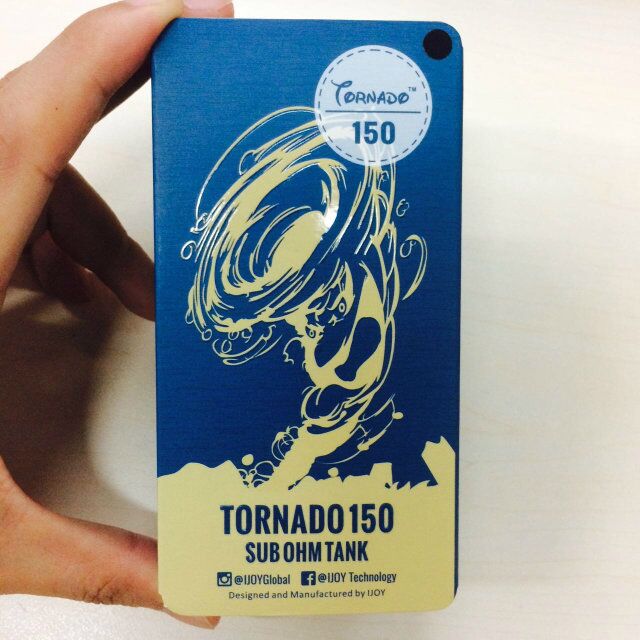 TORNADO™
150
TORNADO 150
SUB OHM TANK
@IJOYGlobal @IJOY Technology
Designed and Manufactured by IJOY